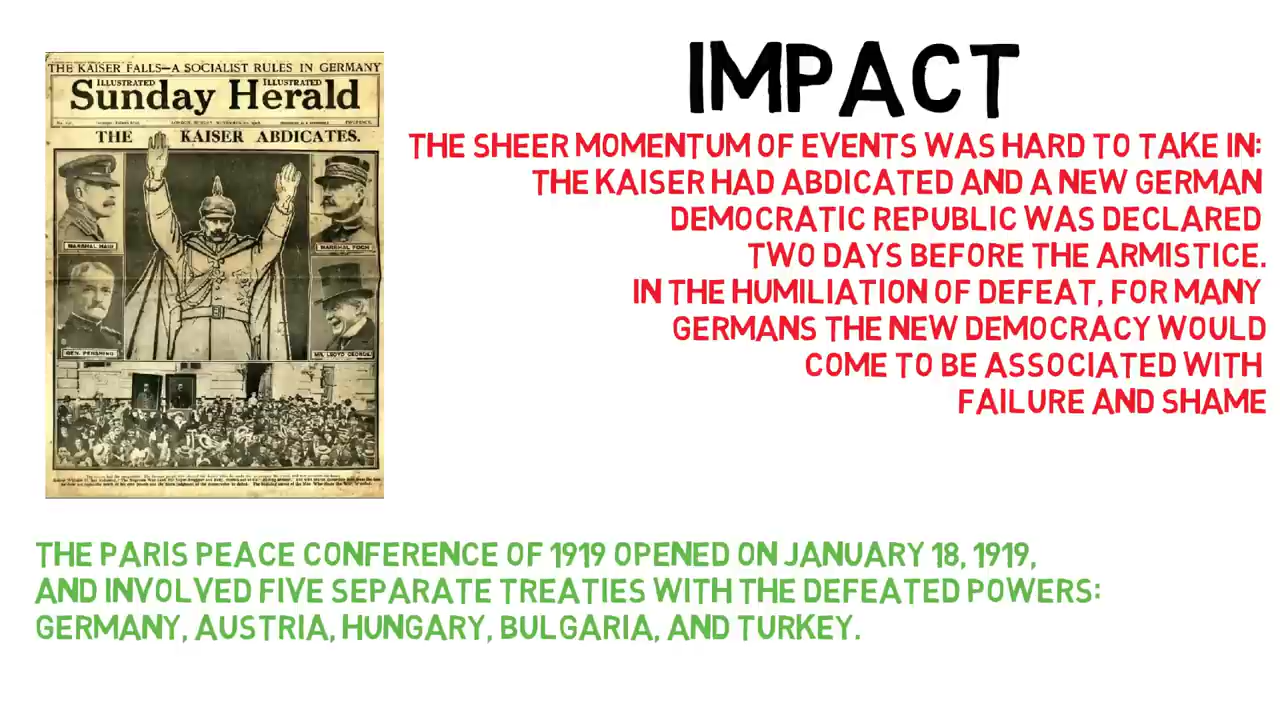 THE KAISER FALLS—A SOCIALIST RULES IN GERMANY
ILLUSTRATED ILLUSTRATED
Sunday Herald
THE KAISER ABDICATES.
MARSHAL HAIG
MARSHAL FOCH
GEN. PERSHING
MR. LLOYD GEORGE
IMPACT
THE SHEER MOMENTUM OF EVENTS WAS HARD TO TAKE IN:
THE KAISER HAD ABDICATED AND A NEW GERMAN
DEMOCRATIC REPUBLIC WAS DECLARED
TWO DAYS BEFORE THE ARMISTICE.
IN THE HUMILIATION OF DEFEAT, FOR MANY
GERMANS THE NEW DEMOCRACY WOULD
COME TO BE ASSOCIATED WITH
FAILURE AND SHAME
THE PARIS PEACE CONFERENCE OF 1919 OPENED ON JANUARY 18, 1919,
AND INVOLVED FIVE SEPARATE TREATIES WITH THE DEFEATED POWERS:
GERMANY, AUSTRIA, HUNGARY, BULGARIA, AND TURKEY.